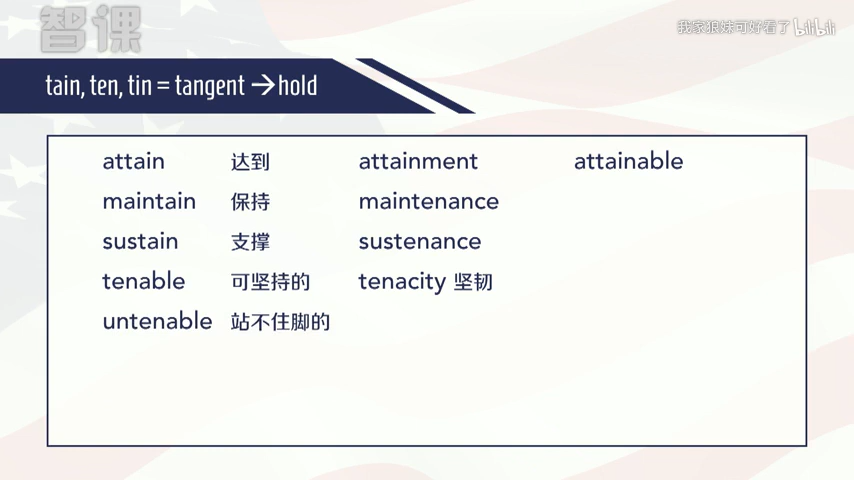 智课
我家狼妹可好看了 bilibili
tain, ten, tin = tangent →hold
attain 达到 attainment attainable
maintain 保持 maintenance
sustain 支撑 sustenance
tenable 可坚持的 tenacity 坚韧
untenable 站不住脚的